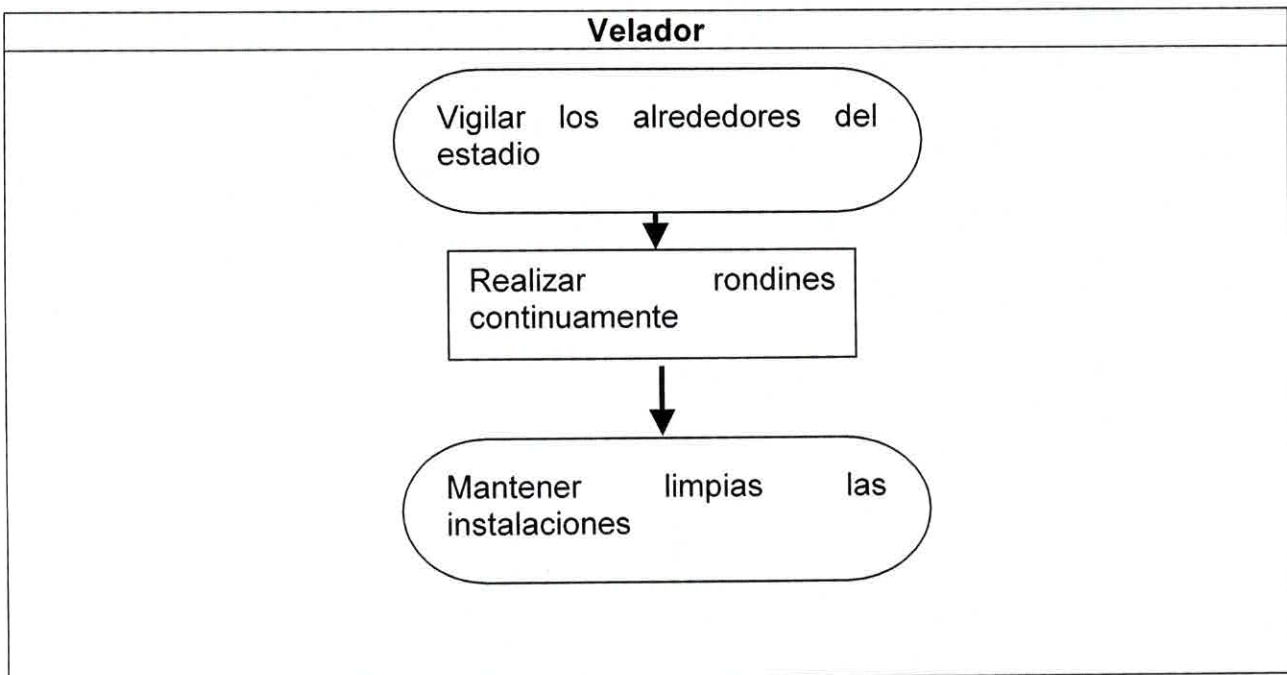 Velador
Vigilar los alrededores del
estadio
Realizar rondines
continuamente
Mantener limpias las
instalaciones